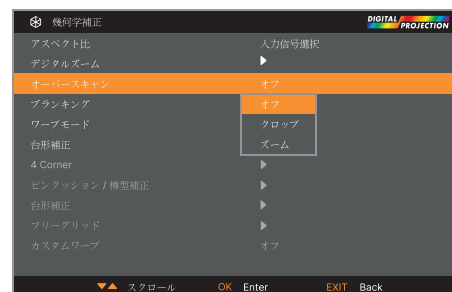 幾何学補正
DIGITAL PROJECTION
アスペクト比 入力信号選択
デジタルズーム ▶
オーバースキャン オフ
ブランキング オフ
ワープモード クロップ
台形補正 ズーム
4 Corner ▶
ピンクッション / 樽型補正 ▶
台形補正 ▶
フリーグリッド ▶
カスタムワープ オフ
▼▲ スクロール OK Enter EXIT Back